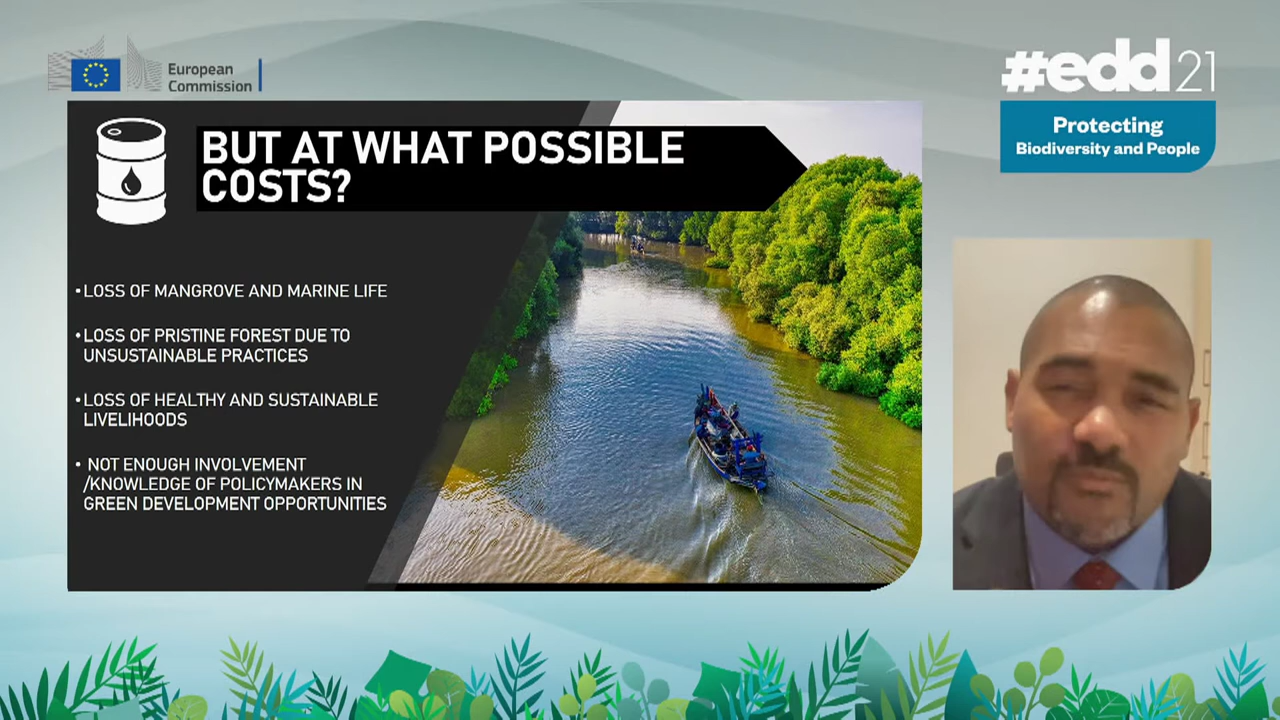 European
Commission
#edd21
Protecting
Biodiversity and People
BUT AT WHAT POSSIBLE
COSTS?
•LOSS OF MANGROVE AND MARINE LIFE
•LOSS OF PRISTINE FOREST DUE TO
UNSUSTAINABLE PRACTICES
•LOSS OF HEALTHY AND SUSTAINABLE
LIVELIHOODS
• NOT ENOUGH INVOLVEMENT
/KNOWLEDGE OF POLICYMAKERS IN
GREEN DEVELOPMENT OPPORTUNITIES